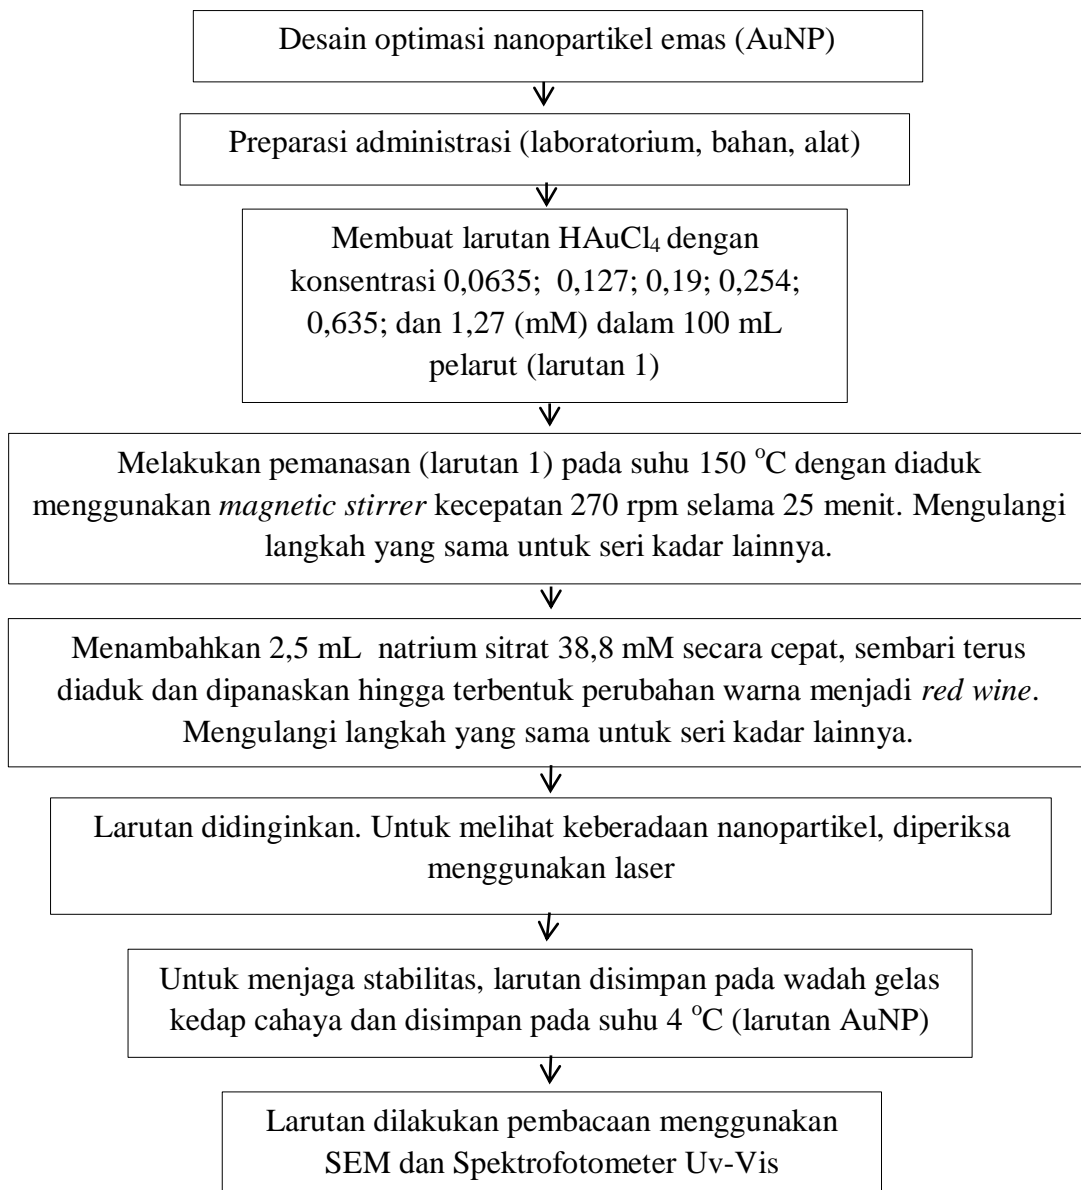 Desain optimasi nanopartikel emas (AuNP)
Preparasi administrasi (laboratorium, bahan, alat)
Membuat larutan HAuCl4 dengan
konsentrasi 0,0635; 0,127; 0,19; 0,254;
0,635; dan 1,27 (mM) dalam 100 mL
pelarut (larutan 1)
Melakukan pemanasan (larutan 1) pada suhu 150 °C dengan diaduk
menggunakan magnetic stirrer kecepatan 270 rpm selama 25 menit. Mengulangi
langkah yang sama untuk seri kadar lainnya.
Menambahkan 2,5 mL natrium sitrat 38,8 mM secara cepat, sembari terus
diaduk dan dipanaskan hingga terbentuk perubahan warna menjadi red wine.
Mengulangi langkah yang sama untuk seri kadar lainnya.
Larutan didinginkan. Untuk melihat keberadaan nanopartikel, diperiksa
menggunakan laser
Untuk menjaga stabilitas, larutan disimpan pada wadah gelas
kedap cahaya dan disimpan pada suhu 4 °C (larutan AuNP)
Larutan dilakukan pembacaan menggunakan
SEM dan Spektrofotometer Uv-Vis